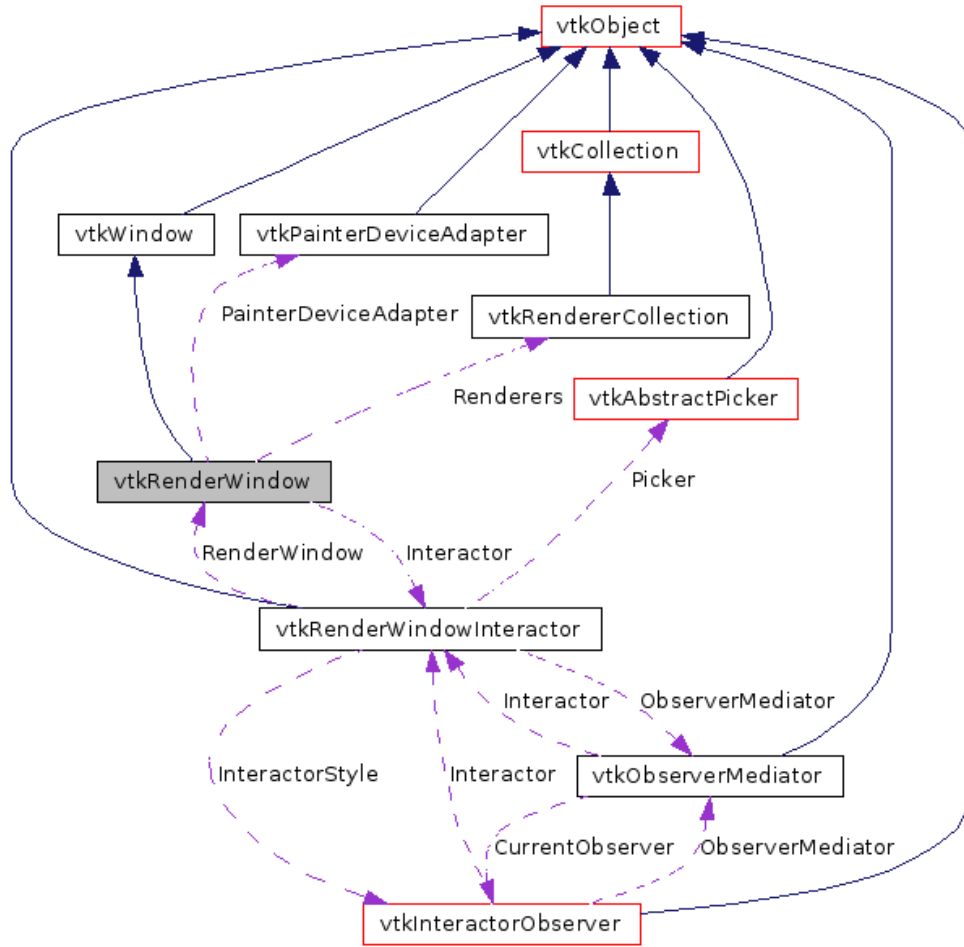 vtkObject
vtkCollection
vtkWindow
vtkPainterDeviceAdapter
PainterDeviceAdapter
vtkRendererCollection
Renderers
vtkAbstractPicker
vtkRenderWindow
Picker
RenderWindow
Interactor
vtkRenderWindowInteractor
Interactor
ObserverMediator
InteractorStyle
Interactor
vtkObserverMediator
CurrentObserver
ObserverMediator
vtkInteractorObserver